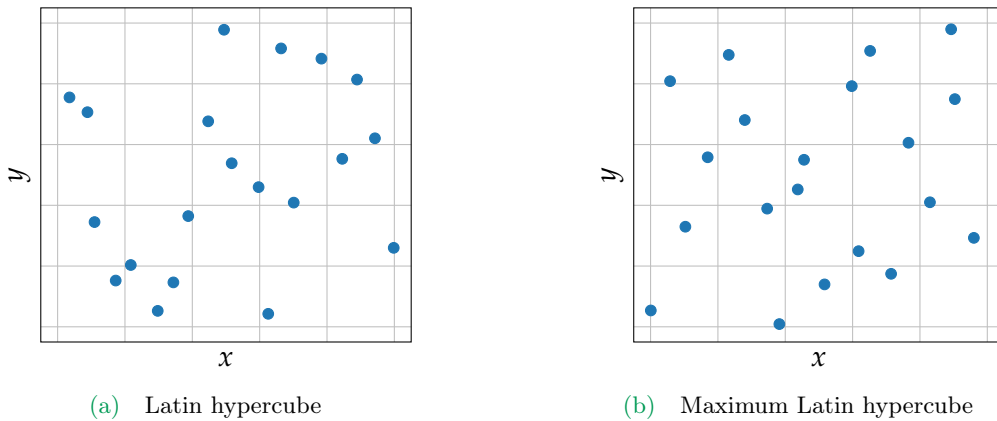 y
y
x
x
(a) Latin hypercube
(b) Maximum Latin hypercube